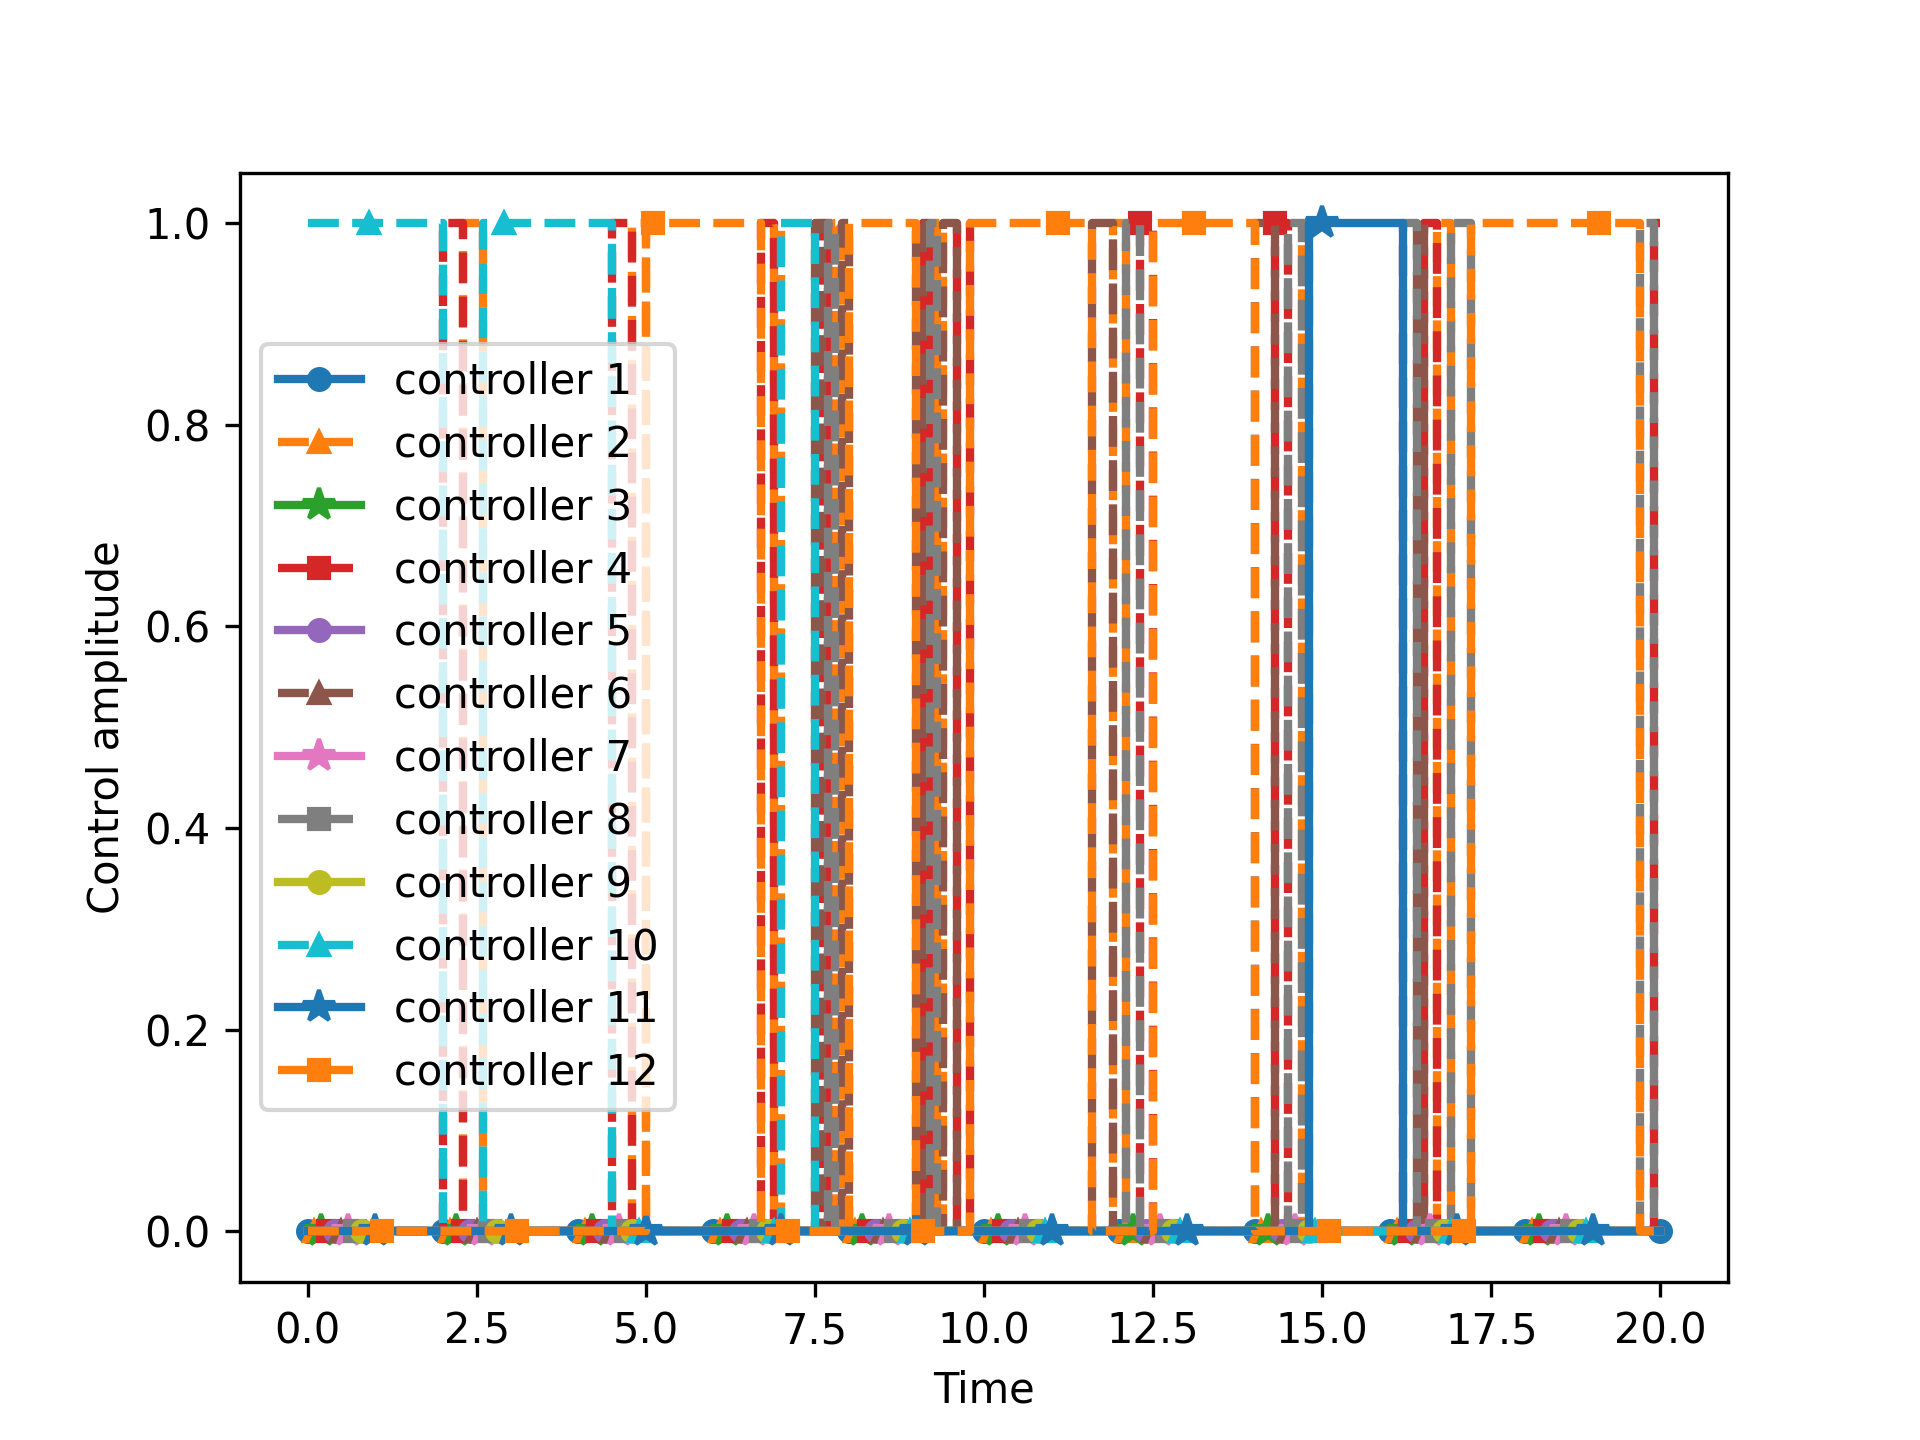 1.0
0.8
0.6
0.4
0.2
0.0
Control amplitude
controller 1
controller 2
controller 3
controller 4
controller 5
controller 6
controller 7
controller 8
controller 9
controller 10
controller 11
controller 12
0.0 2.5 5.0 7.5 10.0 12.5 15.0 17.5 20.0
Time